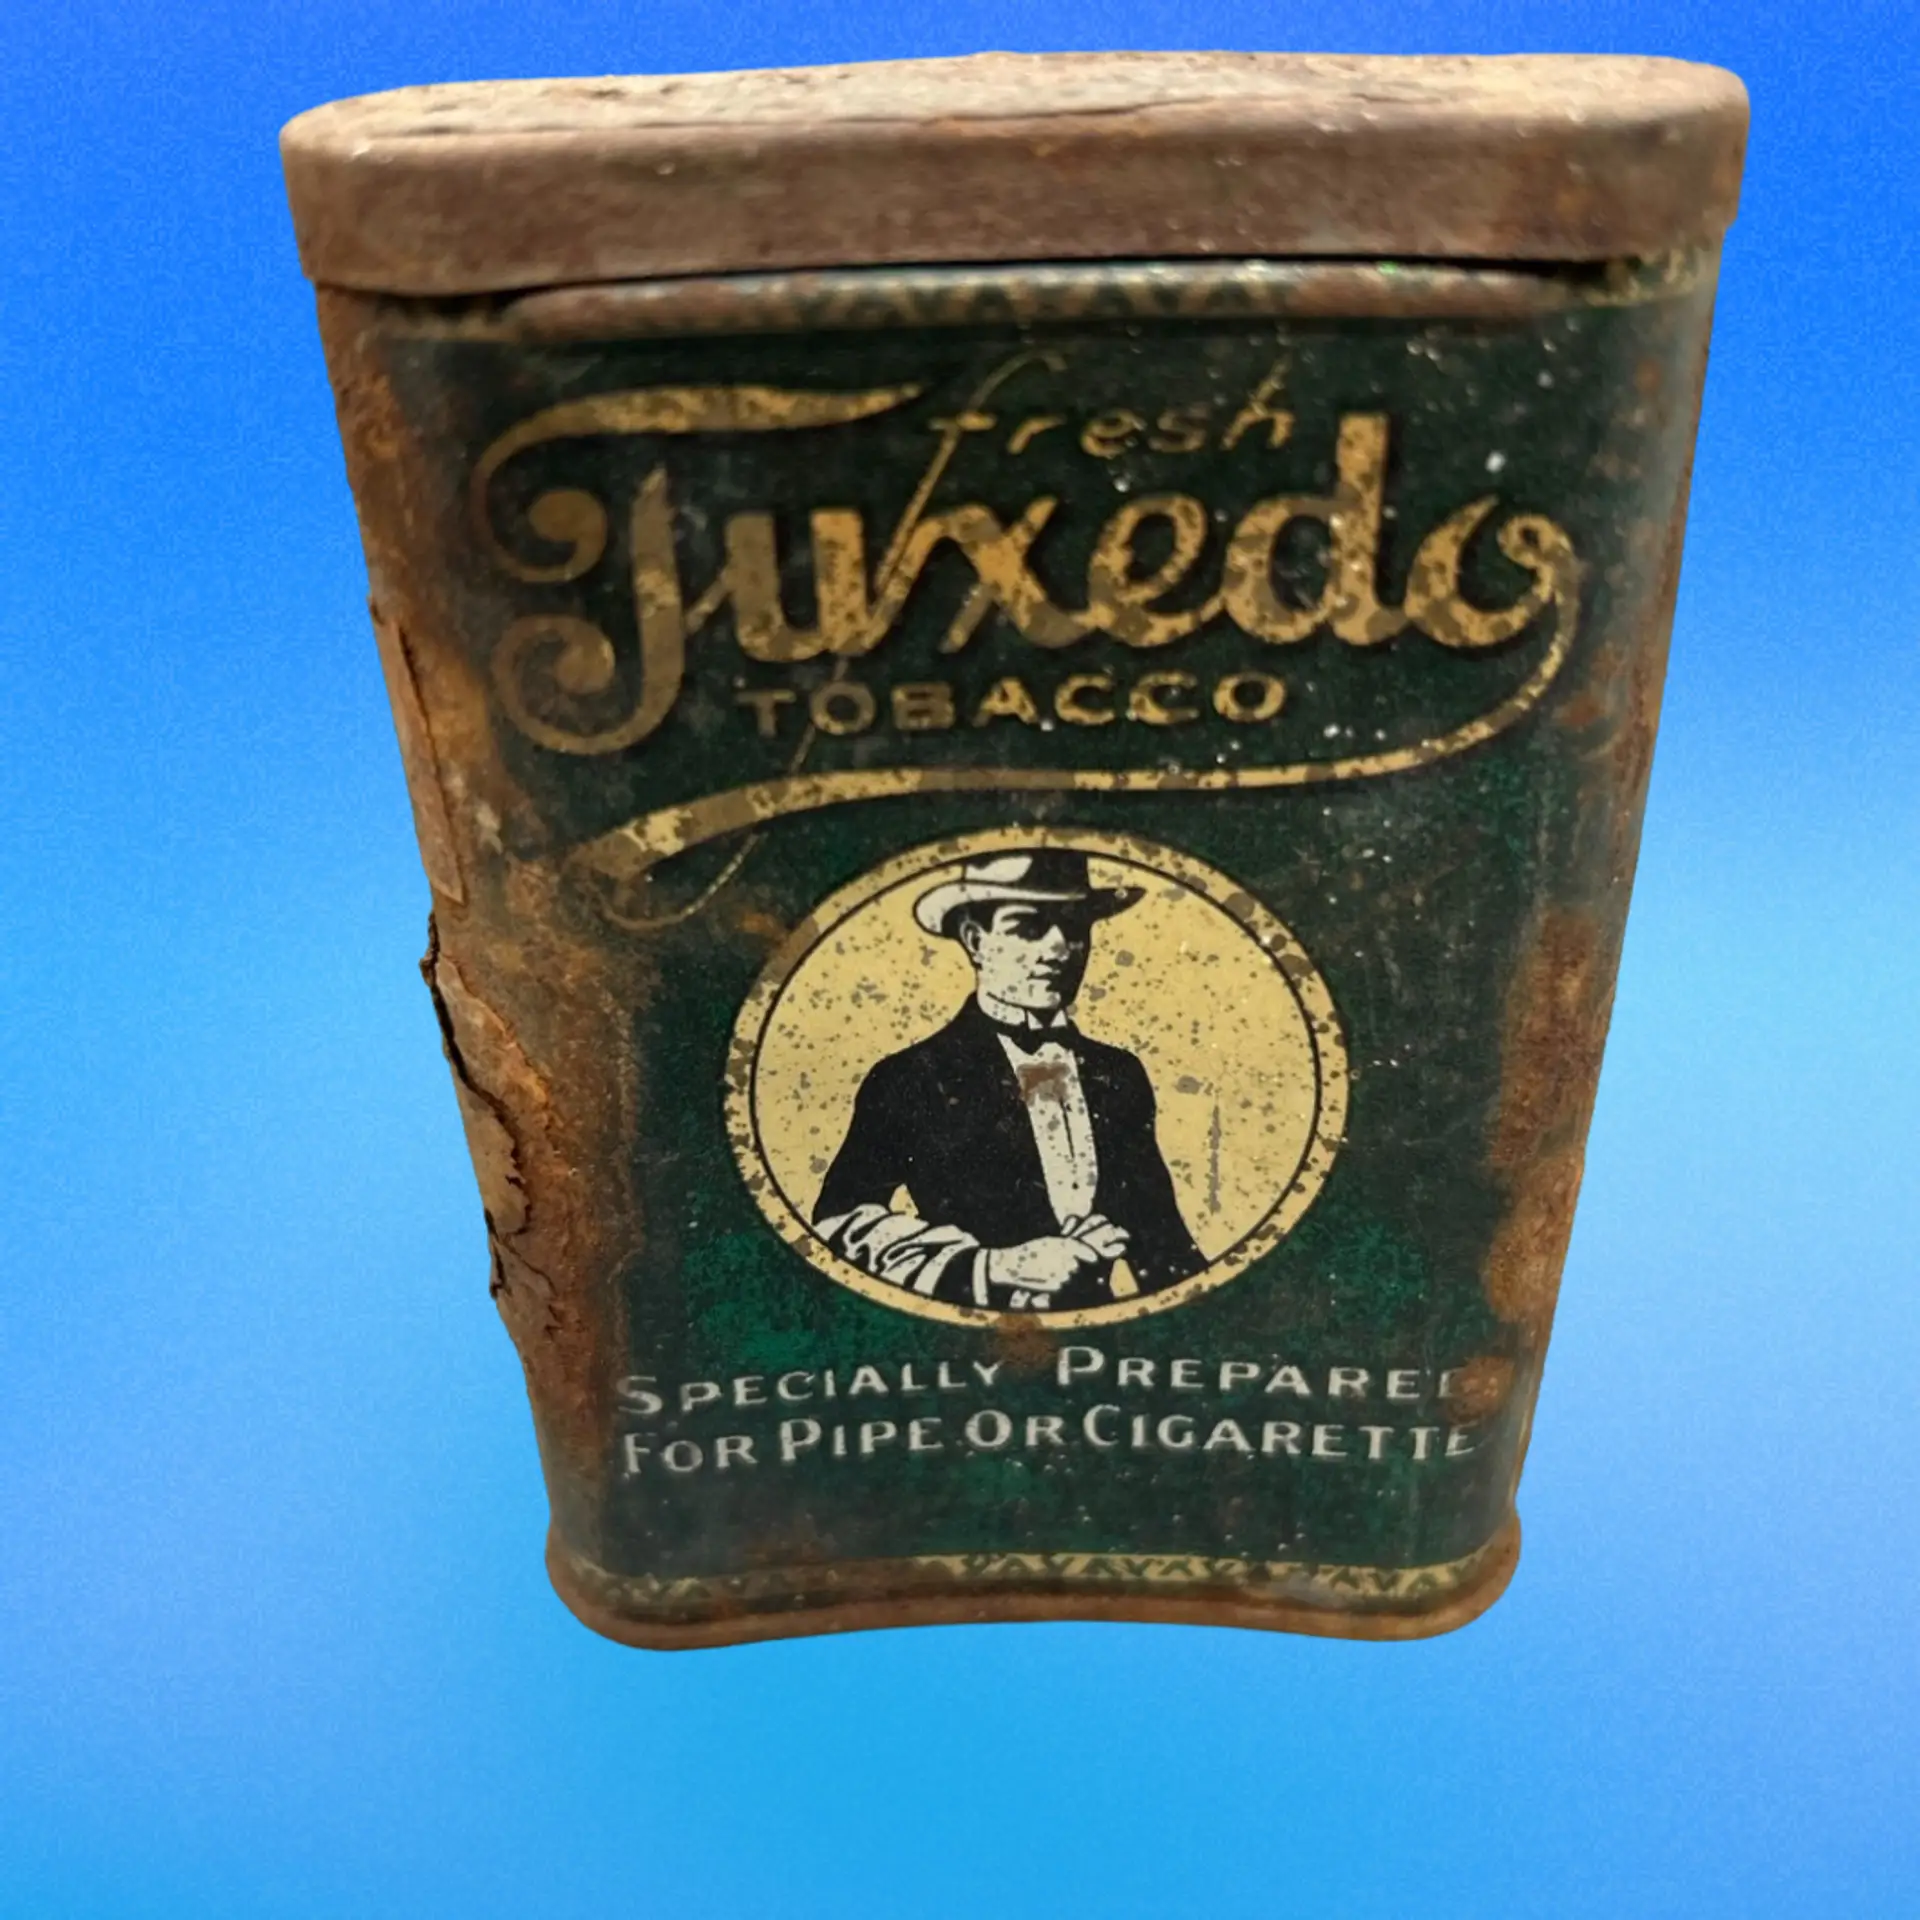 fresh
Tuxedo
TOBACCO
SPECIALLY PREPARED
FOR PIPE OR CIGARETTE